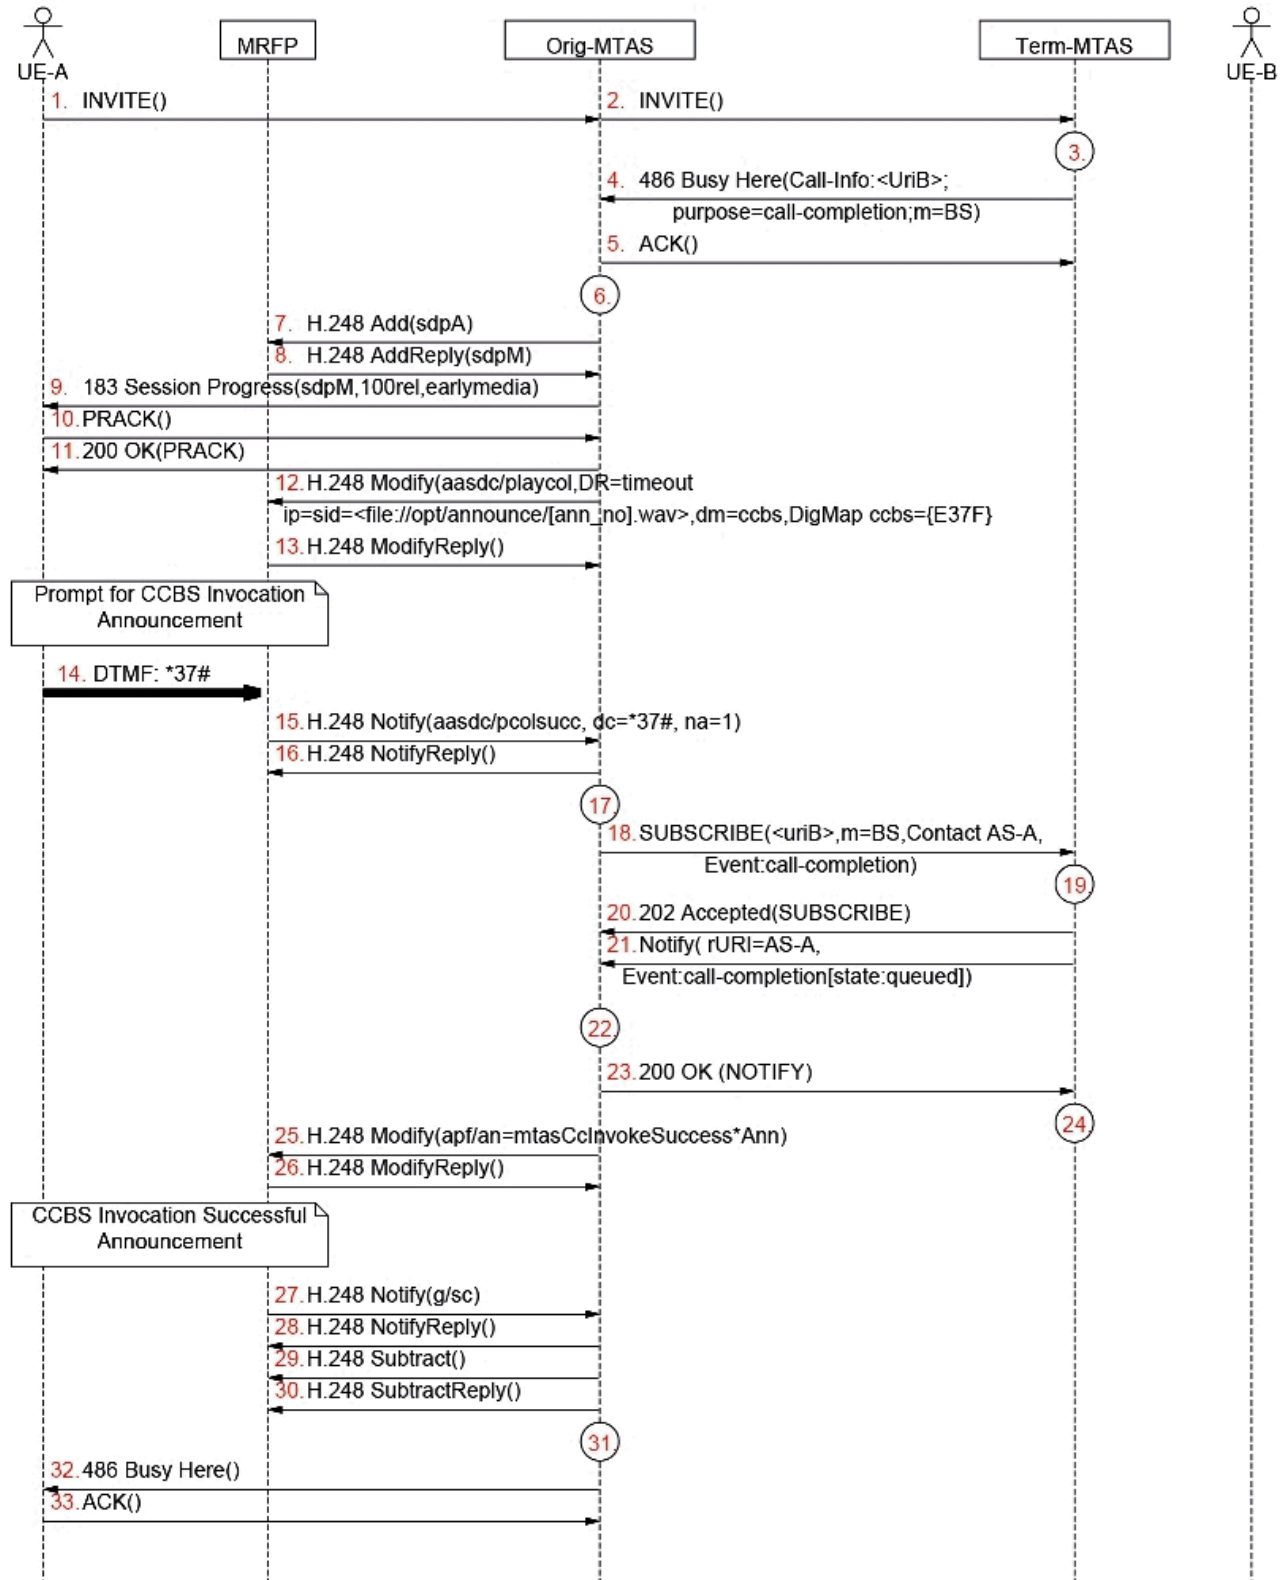 MRFP
Orig-MTAS
Term-MTAS
UE-A
UE-B
1. INVITE()
2. INVITE()
3.
4. 486 Busy Here(Call-Info:<UriB>;
purpose=call-completion;m=BS)
5. ACK()
6.
7. H.248 Add(sdpA)
8. H.248 AddReply(sdpM)
9. 183 Session Progress(sdpM,100rel,earlymedia)
10. PRACK()
11. 200 OK(PRACK)
12. H.248 Modify(aasdc/playcol,DR=timeout
ip=sid=<file://opt/announce/[ann_no].wav>,dm=ccbs,DigMap ccbs={E37F}
13. H.248 ModifyReply()
Prompt for CCBS Invocation
Announcement
14. DTMF: *37#
15. H.248 Notify(aasdc/pcolsucc, dc=*37#, na=1)
16. H.248 NotifyReply()
17.
18. SUBSCRIBE(<uriB>,m=BS,Contact AS-A,
Event:call-completion)
19.
20. 202 Accepted(SUBSCRIBE)
21. Notify( rURI=AS-A,
Event:call-completion[state:queued])
22.
23. 200 OK (NOTIFY)
24.
25. H.248 Modify(apf/an=mtasCcInvokeSuccess*Ann)
26. H.248 ModifyReply()
CCBS Invocation Successful
Announcement
27. H.248 Notify(g/sc)
28. H.248 NotifyReply()
29. H.248 Subtract()
30. H.248 SubtractReply()
31.
32. 486 Busy Here()
33. ACK()